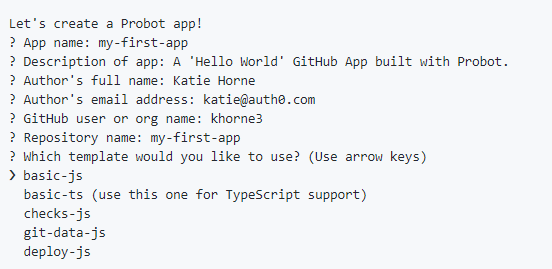 Let's create a Probot app!
? App name: my-first-app
? Description of app: A 'Hello World' GitHub App built with Probot.
? Author's full name: Katie Horne
? Author's email address: katie@auth0.com
? GitHub user or org name: khorne3
? Repository name: my-first-app
? Which template would you like to use? (Use arrow keys)
❯ basic-js
  basic-ts (use this one for TypeScript support)
  checks-js
  git-data-js
  deploy-js